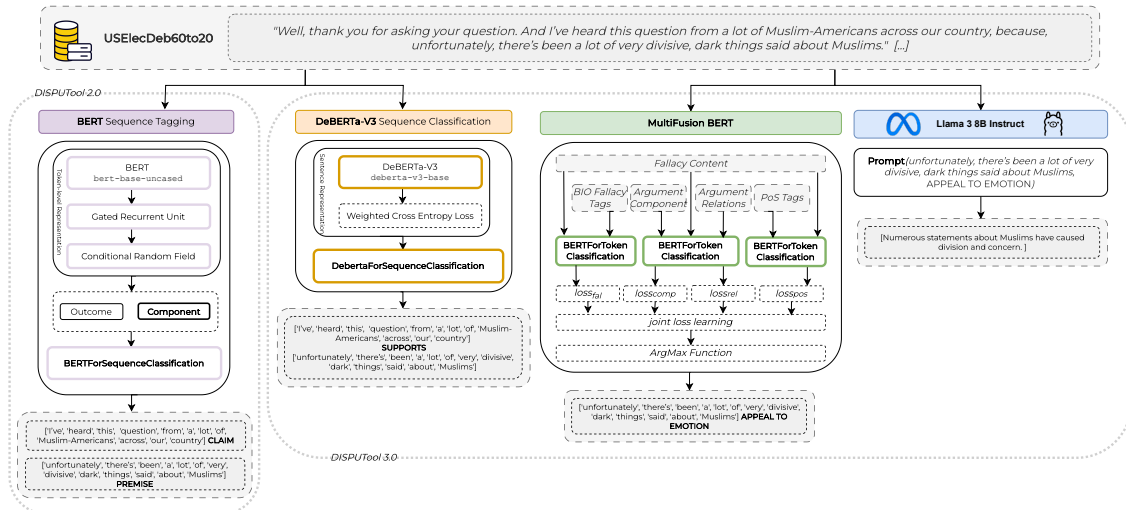 USElecDeb60to20
"Well, thank you for asking your question. And I've heard this question from a lot of Muslim-Americans across our country, because,
unfortunately, there's been a lot of very divisive, dark things said about Muslims." [...]
DISPUTool 2.0
BERT Sequence Tagging
Token-level Representation
BERT
bert-base-uncased
Gated Recurrent Unit
Conditional Random Field
Outcome
Component
BERTForSequenceClassification
['I've, 'heard', 'this', 'question', 'from', 'a', 'lot', 'of',
'Muslim-Americans', 'across', 'our', 'country'] CLAIM
['unfortunately', 'there's', 'been', 'a', 'lot', 'of', 'very',
'divisive', 'dark', 'things', 'said', 'about', 'Muslims']
PREMISE
DeBERTa-V3 Sequence Classification
Sentence Representation
DeBERTa-V3
deberta-v3-base
Weighted Cross Entropy Loss
DebertaForSequenceClassification
['I've, 'heard', 'this', 'question', 'from', 'a', 'lot', 'of', 'Muslim-
Americans', 'across', 'our', 'country']
SUPPORTS
['unfortunately', 'there's', 'been', 'a', 'lot', 'of', 'very', 'divisive',
'dark', 'things', 'said', 'about', 'Muslims']
MultiFusion BERT
Fallacy Content
BIO Fallacy
Tags
Argument
Component
Argument
Relations
PoS Tags
BERTForToken
Classification
BERTForToken
Classification
BERTForToken
Classification
loss_fal
loss_comp
loss_rel
loss_pos
joint loss learning
ArgMax Function
['unfortunately', 'there's', 'been', 'a', 'lot', 'of', 'very', 'divisive',
'dark', 'things', 'said', 'about', 'Muslims'] APPEAL TO
EMOTION
Llama 3 8B Instruct
Prompt(unfortunately, there's been a lot of very
divisive, dark things said about Muslims,
APPEAL TO EMOTION)
[Numerous statements about Muslims have caused
division and concern. ]
DISPUTool 3.0